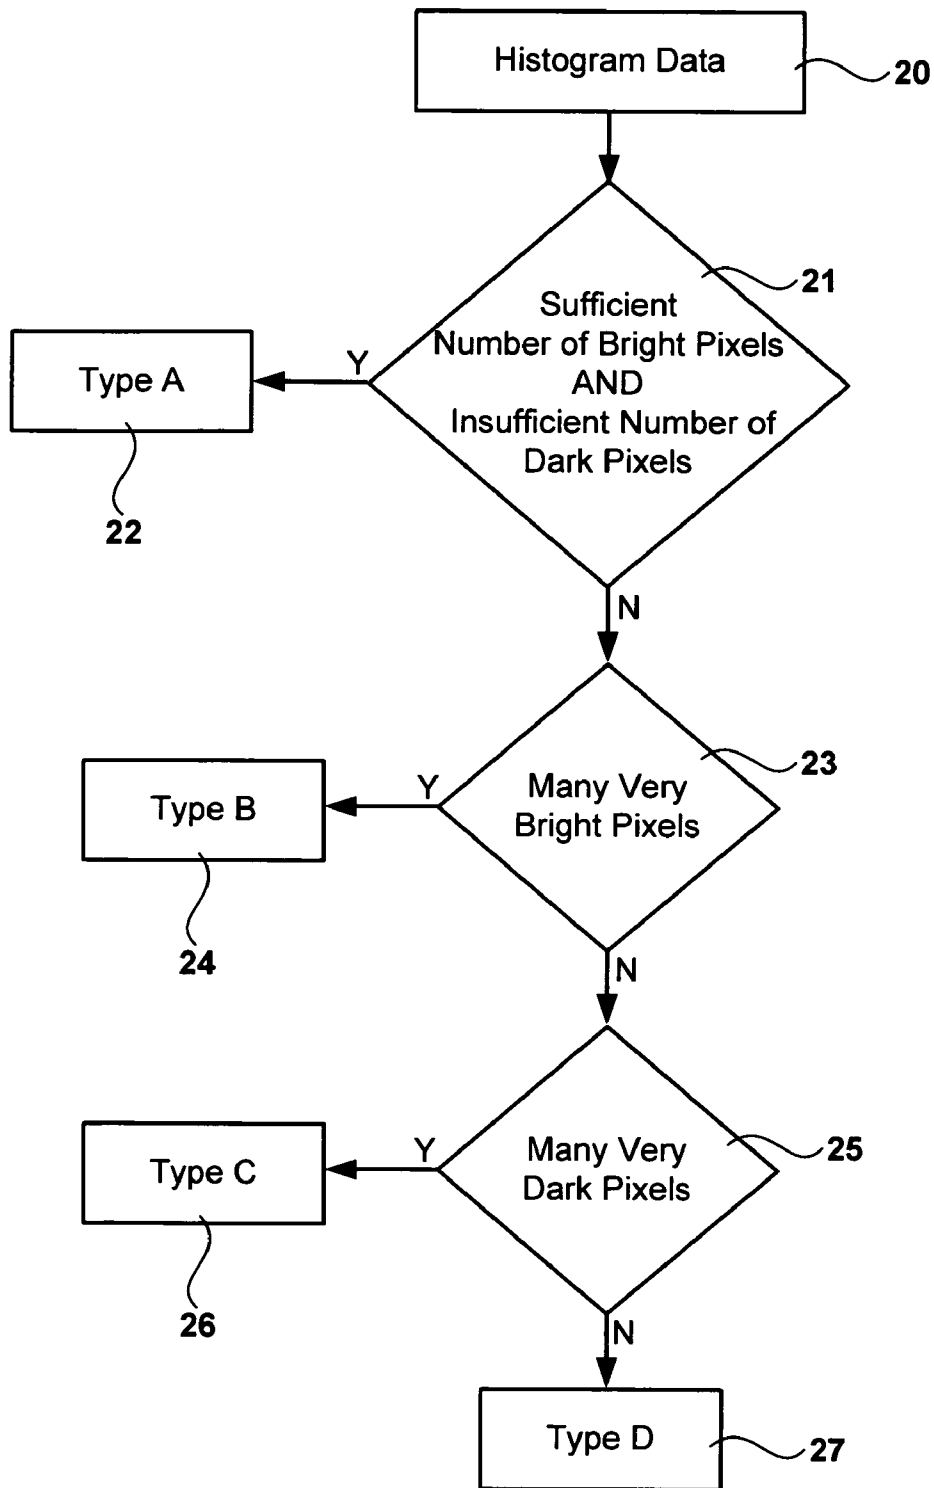 Histogram Data
20
21
Sufficient
Number of Bright Pixels
AND
Insufficient Number of
Dark Pixels
Y
Type A
22
N
23
Many Very
Bright Pixels
Y
Type B
24
N
25
Many Very
Dark Pixels
Y
Type C
26
N
Type D
27